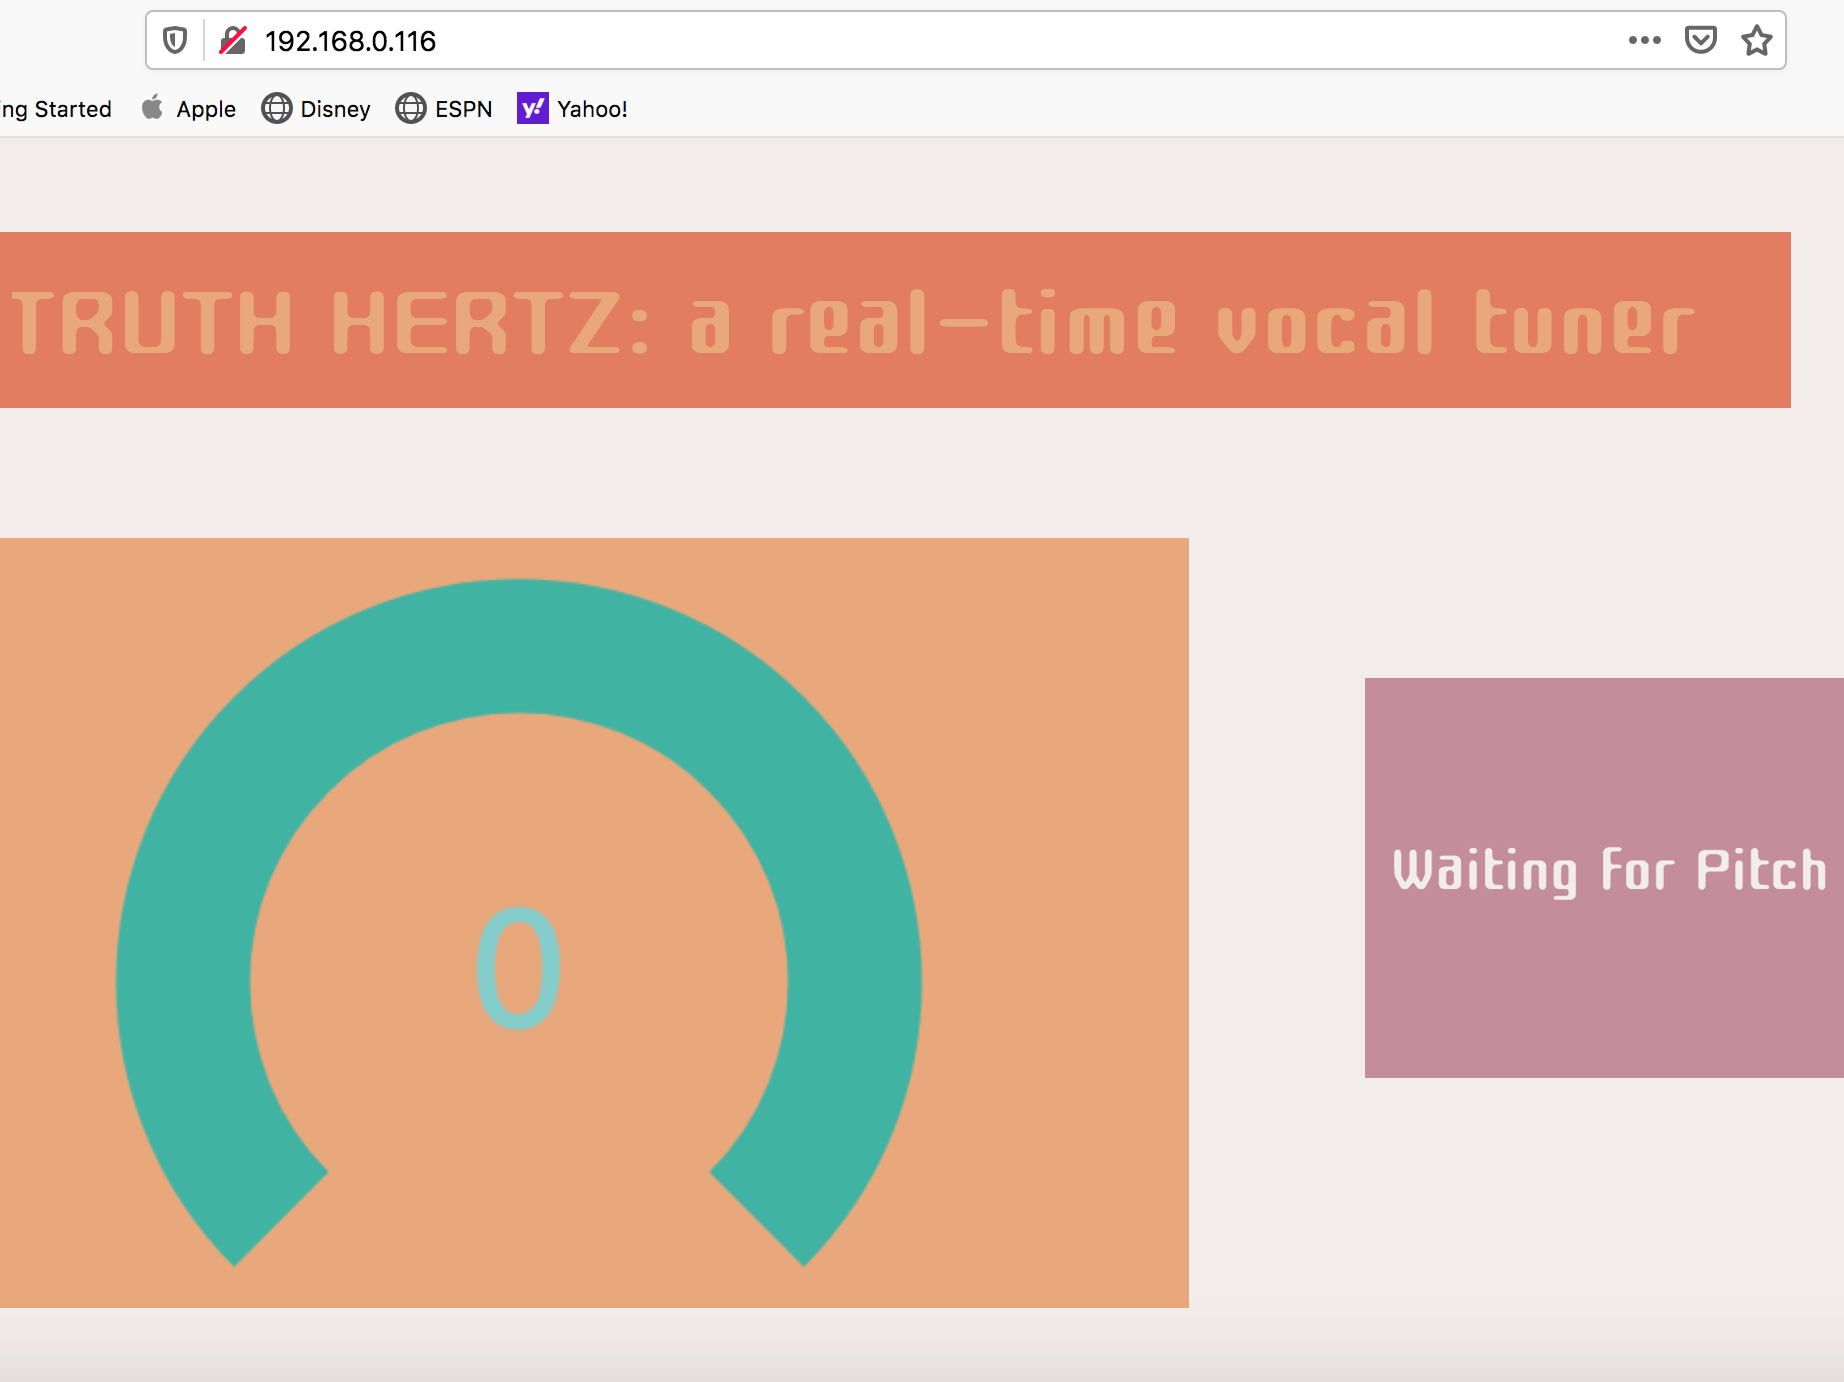 192.168.0.116
ng Started Apple Disney ESPN y! Yahoo!
TRUTH HERTZ: a real-time vocal tuner
0
Waiting For Pitch